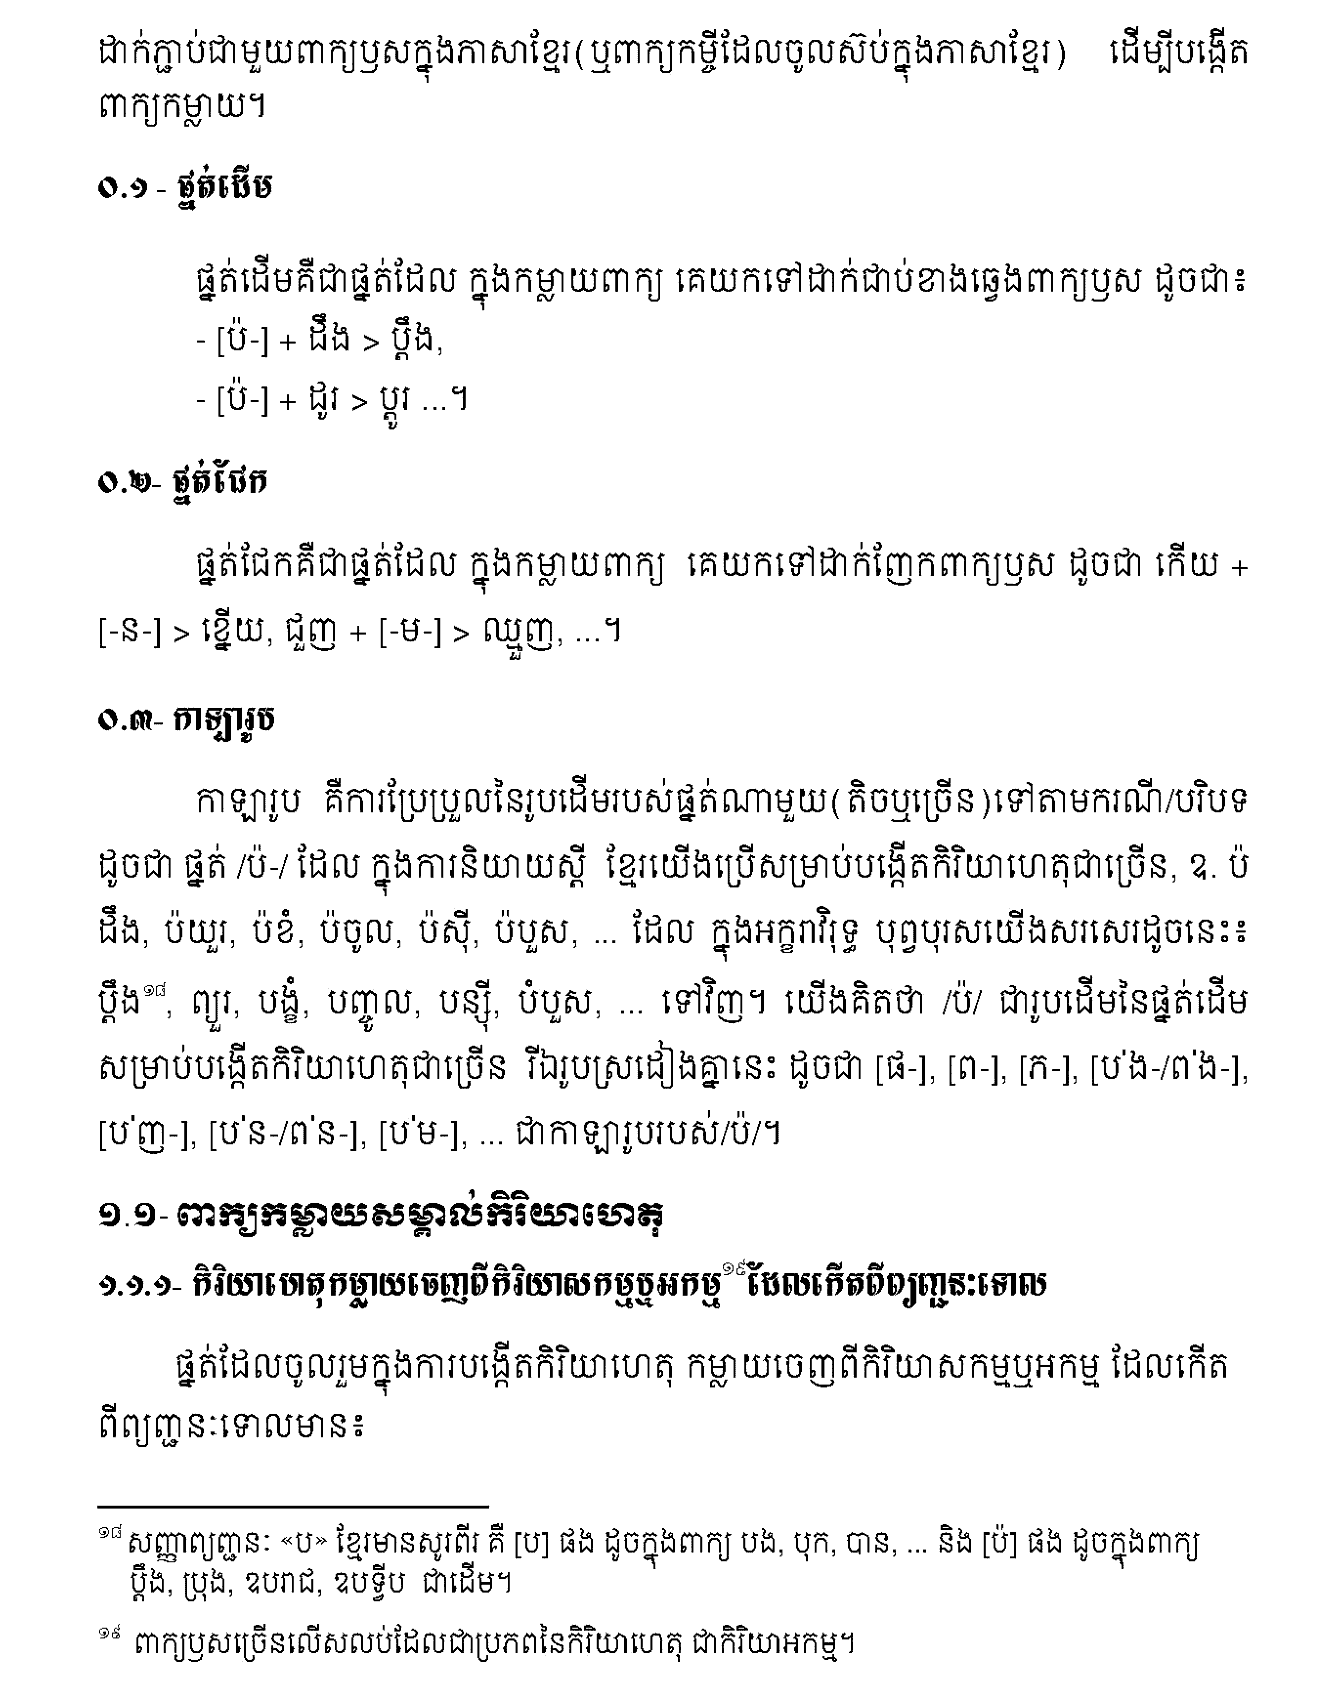 ដាក់ភ្ជាប់ជាមួយពាក្យឫសក្នុងភាសាខ្មែរ(ឬពាក្យកម្ចីដែលចូលស៊ប់ក្នុងភាសាខ្មែរ) ដើម្បីបង្កើត
ពាក្យកម្លាយ។
០.១ - ផ្នត់ដើម
ផ្នត់ដើមគឺជាផ្នត់ដែល ក្នុងកម្លាយពាក្យ គេយកទៅដាក់ជាប់ខាងឆ្វេងពាក្យឫស ដូចជា៖
- [ប៉-] + ដឹង > ប្ដឹង,
- [ប៉-] + ដូរ > ប្ដូរ ...។
០.២- ផ្នត់ជែក
ផ្នត់ជែកគឺជាផ្នត់ដែល ក្នុងកម្លាយពាក្យ គេយកទៅដាក់ញែកពាក្យឫស ដូចជា កើយ +
[-ន-] > ខ្នើយ, ជួញ + [-ម-] > ឈ្មួញ, ...។
០.៣- កាឡារូប
កាឡារូប គឺការប្រែប្រួលនៃរូបដើមរបស់ផ្នត់ណាមួយ(តិចឬច្រើន)ទៅតាមករណី/បរិបទ
ដូចជា ផ្នត់ /ប៉-/ ដែល ក្នុងការនិយាយស្ដី ខ្មែរយើងប្រើសម្រាប់បង្កើតកិរិយាហេតុជាច្រើន, ឧ. ប៉
ដឹង, ប៉យួរ, ប៉ខំ, ប៉ចូល, ប៉ស៊ី, ប៉បួស, ... ដែល ក្នុងអក្ខរាវិរុទ្ធ បុព្វបុរសយើងសរសេរដូចនេះ៖
ប្ដឹង១៨, ព្យួរ, បង្ខំ, បញ្ចូល, បន្ស៊ី, បំបួស, ... ទៅវិញ។ យើងគិតថា /ប៉/ ជារូបដើមនៃផ្នត់ដើម
សម្រាប់បង្កើតកិរិយាហេតុជាច្រើន រីឯរូបស្រដៀងគ្នានេះ ដូចជា [ផ-], [ព-], [ភ-], [ប់ង-/ព់ង-],
[ប់ញ-], [ប់ន-/ព់ន-], [ប់ម-], ... ជាកាឡារូបរបស់/ប៉/។
១.១- ពាក្យកម្លាយសម្គាល់កិរិយាហេតុ
១.១.១- កិរិយាហេតុកម្លាយចេញពីកិរិយាសកម្មឬអកម្ម១៩ដែលកើតពីព្យញ្ជនៈទោល
ផ្នត់ដែលចូលរួមក្នុងការបង្កើតកិរិយាហេតុ កម្លាយចេញពីកិរិយាសកម្មឬអកម្ម ដែលកើត
ពីព្យញ្ជនៈទោលមាន៖
១៨ សញ្ញាព្យញ្ជនៈ «ប» ខ្មែរមានសូរពីរ គឺ [ប] ផង ដូចក្នុងពាក្យ បង, បុក, បាន, ... និង [ប៉] ផង ដូចក្នុងពាក្យ
ប្ដឹង, ប្រុង, ឧបរាជ, ឧបទ្វីប ជាដើម។
១៩ ពាក្យឫសច្រើនលើសលប់ដែលជាប្រភពនៃកិរិយាហេតុ ជាកិរិយាអកម្ម។